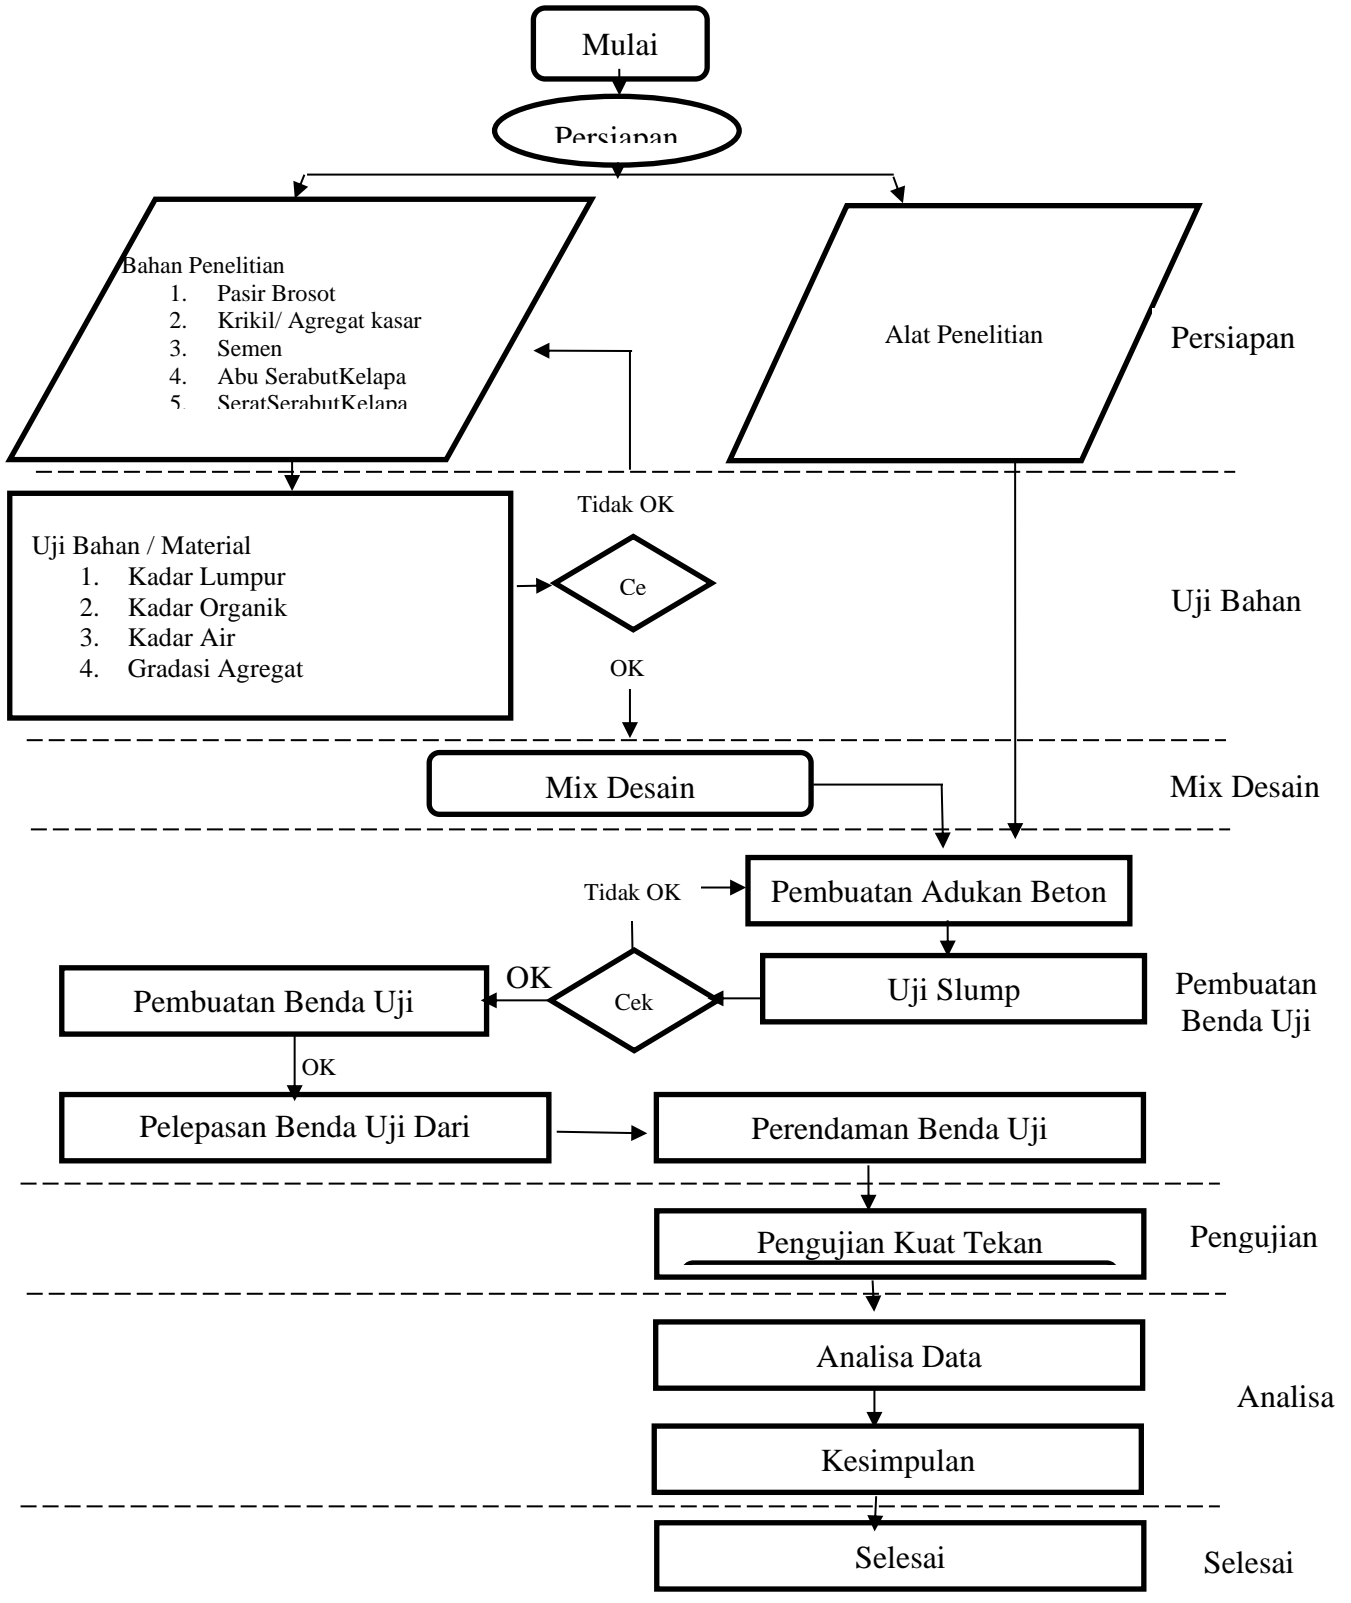 Mulai
Persiapan
Bahan Penelitian
1. Pasir Brosot
2. Krikil/ Agregat kasar
3. Semen
4. Abu SerabutKelapa
5. SeratSerabutKelapa
Alat Penelitian
Persiapan
Tidak OK
Uji Bahan / Material
1. Kadar Lumpur
2. Kadar Organik
3. Kadar Air
4. Gradasi Agregat
Ce
OK
Uji Bahan
Mix Desain
Mix Desain
Tidak OK
Pembuatan Adukan Beton
Pembuatan Benda Uji
OK
Cek
Uji Slump
Pembuatan
Benda Uji
OK
Pelepasan Benda Uji Dari
Perendaman Benda Uji
Pengujian Kuat Tekan
Pengujian
Analisa Data
Analisa
Kesimpulan
Selesai
Selesai